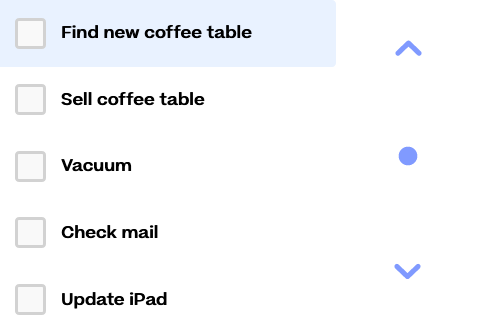 Find new coffee table
Sell coffee table
Vacuum
Check mail
Update iPad